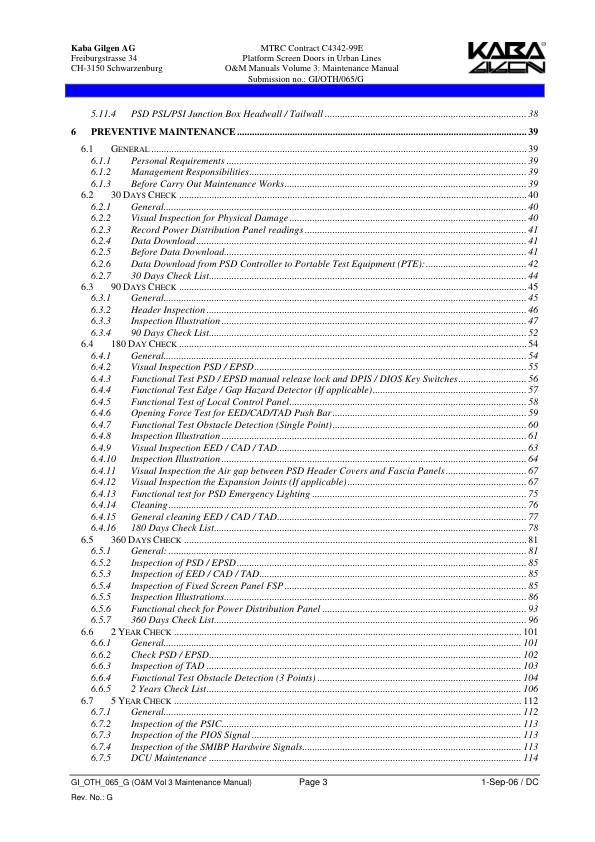 Kaba Gilgen AG
Freiburgstrasse 34
CH-3150 Schwarzenburg
MTRC Contract C4342-99E
Platform Screen Doors in Urban Lines
O&M Manuals Volume 3: Maintenance Manual
Submission no.: GI/OTH/065/G
KABA®
GILGEN
5.11.4 PSD PSL/PSI Junction Box Headwall / Tailwall 38
6 PREVENTIVE MAINTENANCE 39
6.1 GENERAL 39
6.1.1 Personal Requirements 39
6.1.2 Management Responsibilities 39
6.1.3 Before Carry Out Maintenance Works 39
6.2 30 DAYS CHECK 40
6.2.1 General 40
6.2.2 Visual Inspection for Physical Damage 40
6.2.3 Record Power Distribution Panel readings 41
6.2.4 Data Download 41
6.2.5 Before Data Download 41
6.2.6 Data Download from PSD Controller to Portable Test Equipment (PTE): 42
6.2.7 30 Days Check List 44
6.3 90 DAYS CHECK 45
6.3.1 General 45
6.3.2 Header Inspection 46
6.3.3 Inspection Illustration 47
6.3.4 90 Days Check List 52
6.4 180 DAY CHECK 54
6.4.1 General 54
6.4.2 Visual Inspection PSD / EPSD 55
6.4.3 Functional Test PSD / EPSD manual release lock and DPIS / DIOS Key Switches 56
6.4.4 Functional Test Edge / Gap Hazard Detector (If applicable) 57
6.4.5 Functional Test of Local Control Panel 58
6.4.6 Opening Force Test for EED/CAD/TAD Push Bar 59
6.4.7 Functional Test Obstacle Detection (Single Point) 60
6.4.8 Inspection Illustration 61
6.4.9 Visual Inspection EED / CAD / TAD 63
6.4.10 Inspection Illustration 64
6.4.11 Visual Inspection the Air gap between PSD Header Covers and Fascia Panels 67
6.4.12 Visual Inspection the Expansion Joints (If applicable) 67
6.4.13 Functional test for PSD Emergency Lighting 75
6.4.14 Cleaning 76
6.4.15 General cleaning EED / CAD / TAD 77
6.4.16 180 Days Check List 78
6.5 360 DAYS CHECK 81
6.5.1 General: 81
6.5.2 Inspection of PSD / EPSD 85
6.5.3 Inspection of EED / CAD / TAD 85
6.5.4 Inspection of Fixed Screen Panel FSP 85
6.5.5 Inspection Illustrations 86
6.5.6 Functional check for Power Distribution Panel 93
6.5.7 360 Days Check List 96
6.6 2 YEAR CHECK 101
6.6.1 General 101
6.6.2 Check PSD / EPSD 102
6.6.3 Inspection of TAD 103
6.6.4 Functional Test Obstacle Detection (3 Points) 104
6.6.5 2 Years Check List 106
6.7 5 YEAR CHECK 112
6.7.1 General 112
6.7.2 Inspection of the PSIC 113
6.7.3 Inspection of the PIOS Signal 113
6.7.4 Inspection of the SMIBP Hardwire Signals 113
6.7.5 DCU Maintenance 114
GI_OTH_065_G (O&M Vol 3 Maintenance Manual) Page 3 1-Sep-06 / DC
Rev. No.: G